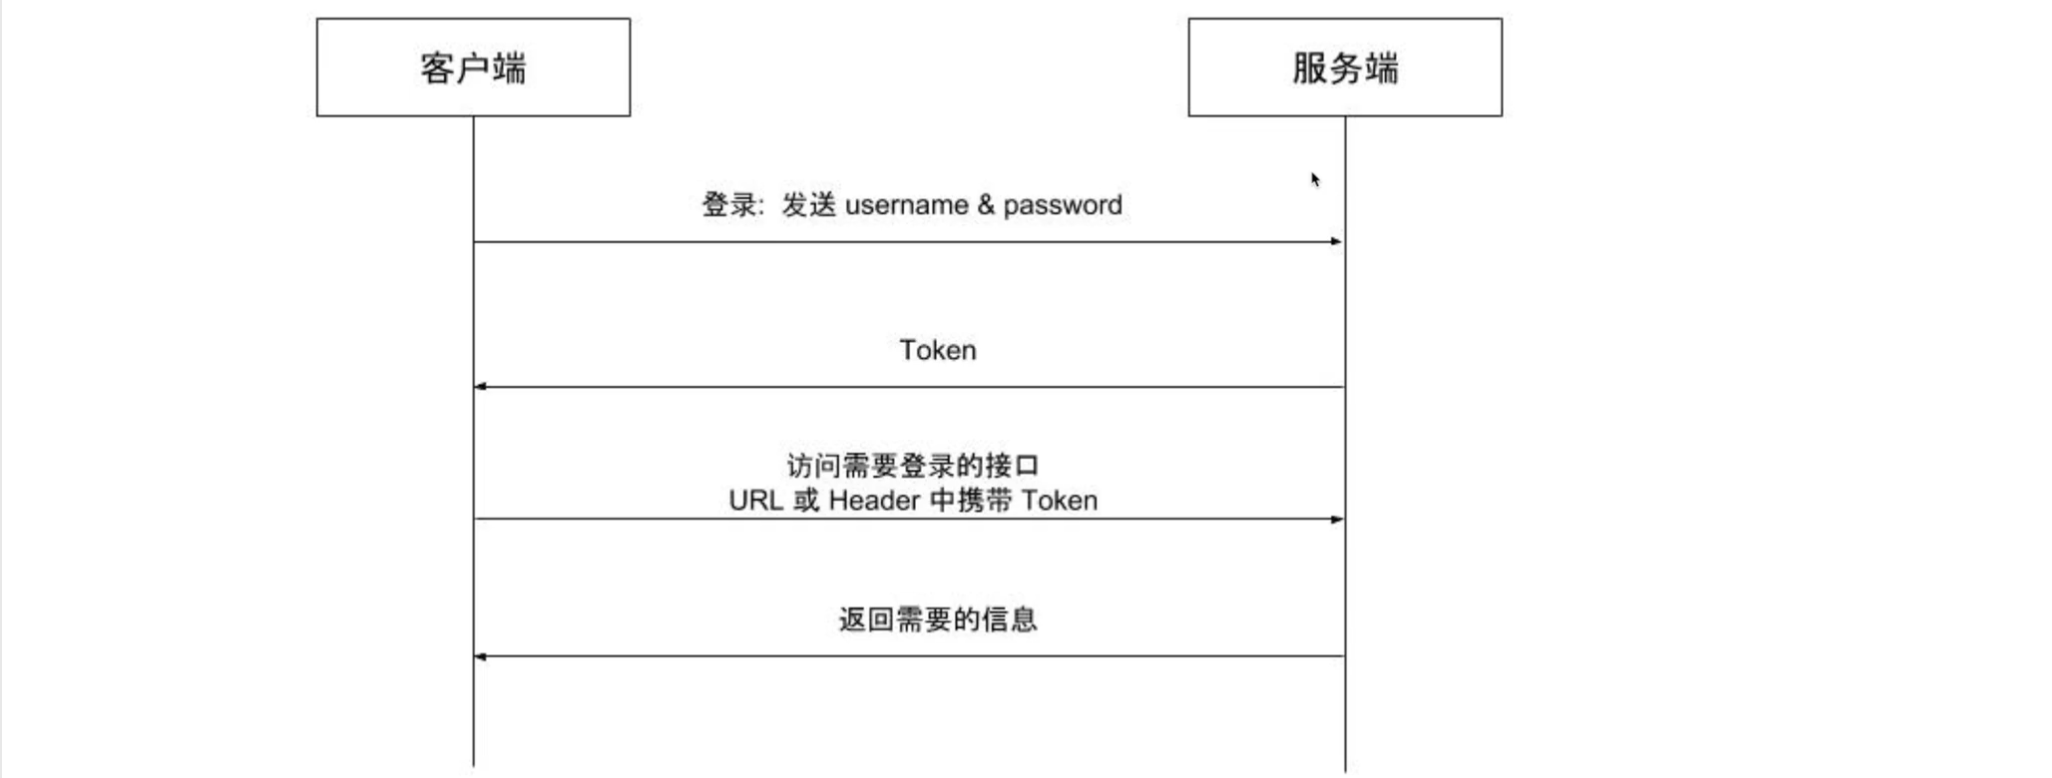 客户端
服务端
登录: 发送 username & password
Token
访问需要登录的接口
URL 或 Header 中携带 Token
返回需要的信息